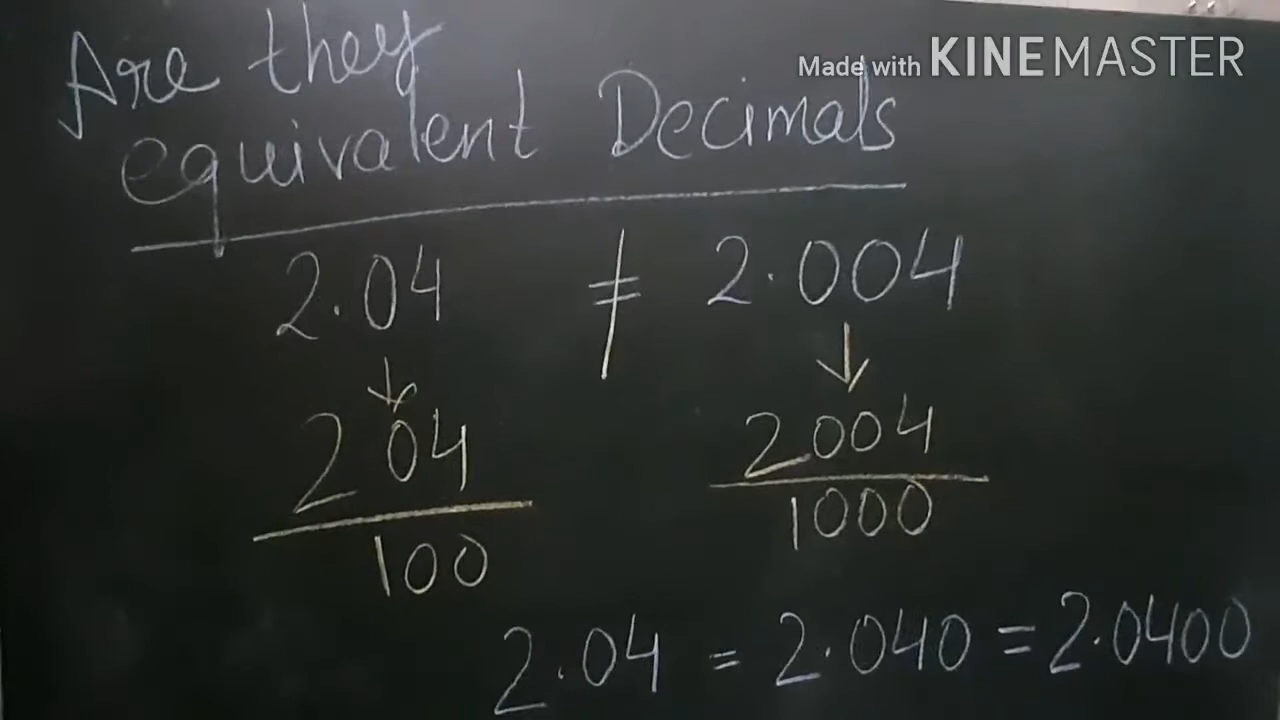 Made with KINEMASTER
Are they
equivalent Decimals
2.04 ≠ 2.004
↓ ↓
204 2004
100 1000
2.04 = 2.040 = 2.0400